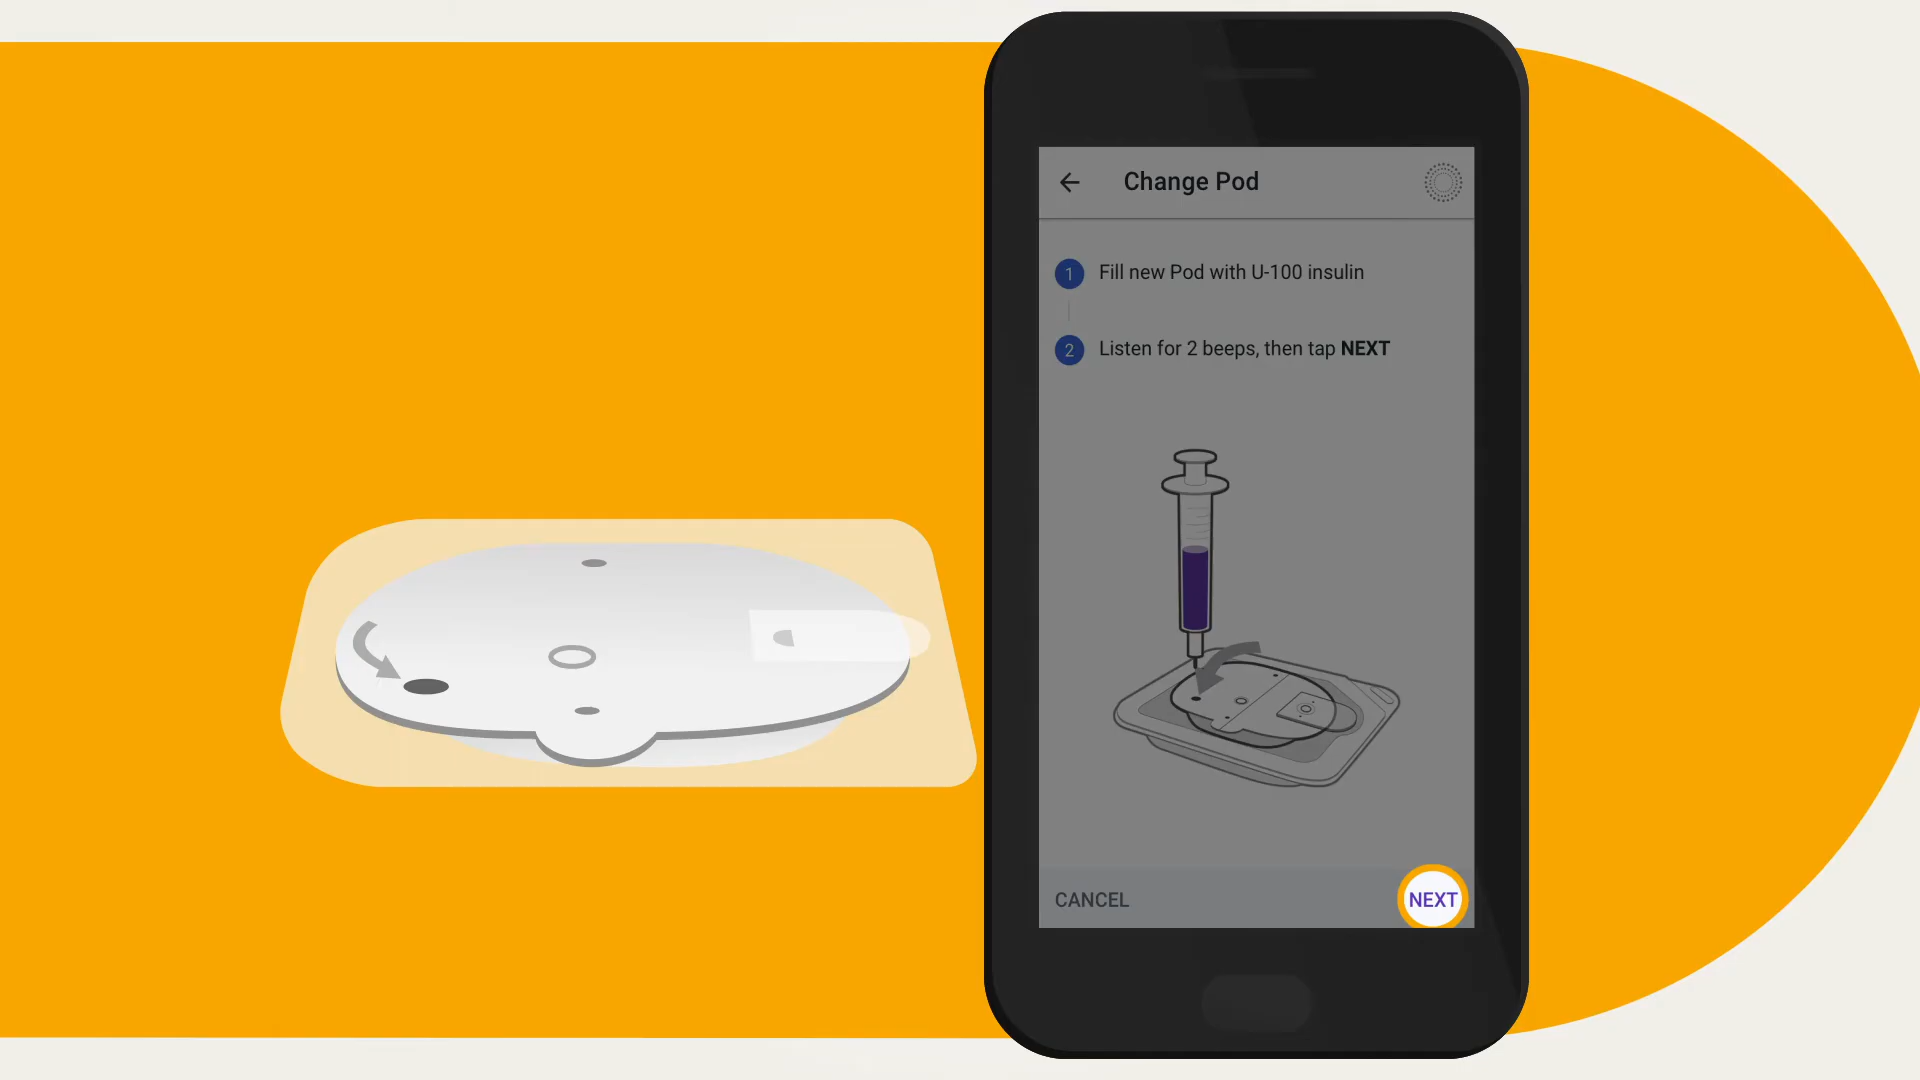 Change Pod
1 Fill new Pod with U-100 insulin
2 Listen for 2 beeps, then tap NEXT
CANCEL NEXT